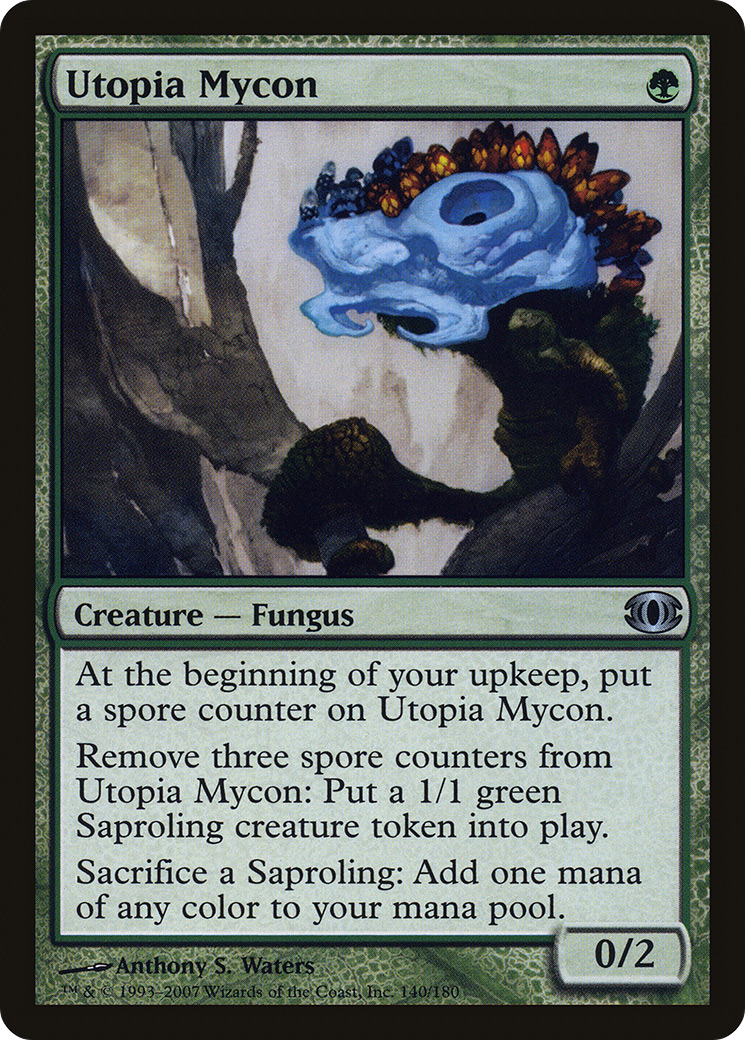 Utopia Mycon
Creature — Fungus
At the beginning of your upkeep, put
a spore counter on Utopia Mycon.
Remove three spore counters from
Utopia Mycon: Put a 1/1 green
Saproling creature token into play.
Sacrifice a Saproling: Add one mana
of any color to your mana pool.
0/2
Anthony S. Waters
™ & © 1993–2007 Wizards of the Coast, Inc. 140/180